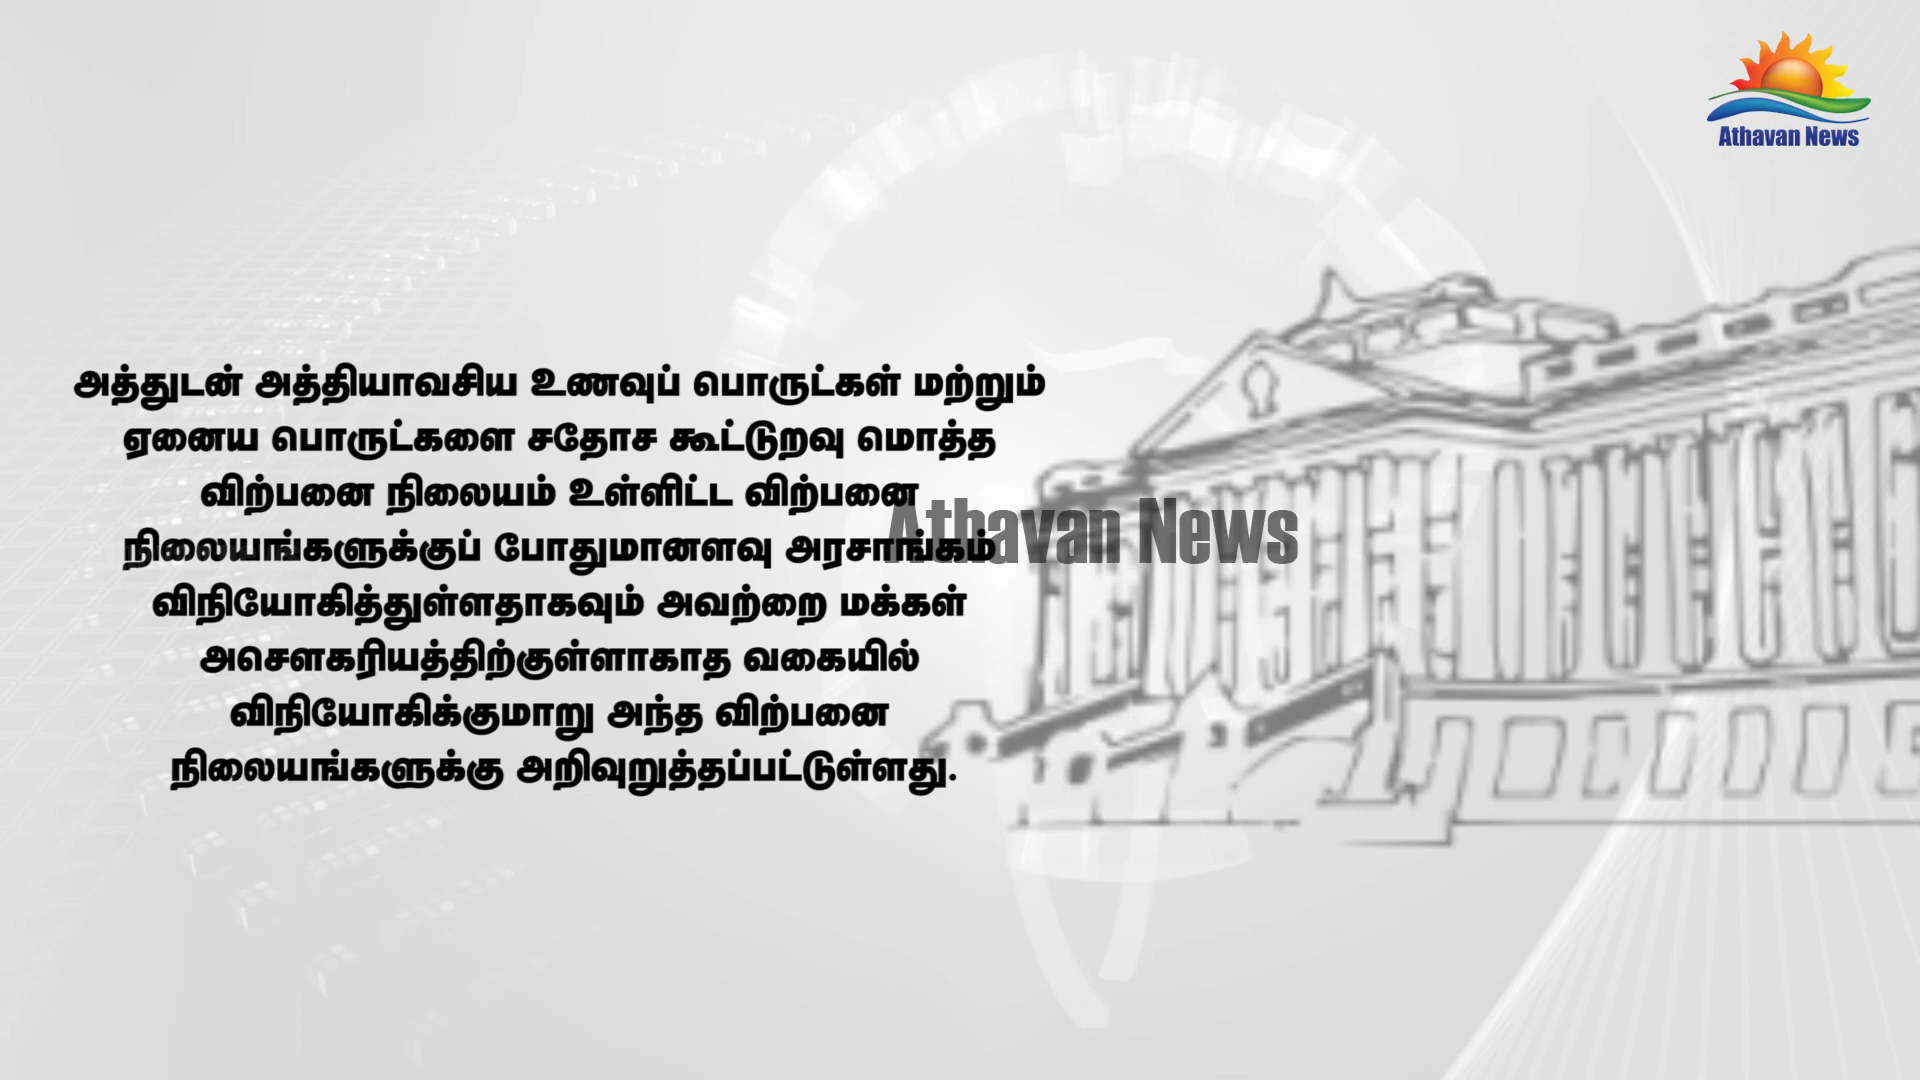 Athavan News
அத்துடன் அத்தியாவசிய உணவுப் பொருட்கள் மற்றும்
ஏனைய பொருட்களை சதோச கூட்டுறவு மொத்த
விற்பனை நிலையம் உள்ளிட்ட விற்பனை
நிலையங்களுக்குப் போதுமானளவு அரசாங்கம்
Athavan News
விநியோகித்துள்ளதாகவும் அவற்றை மக்கள்
அசௌகரியத்திற்குள்ளாகாத வகையில்
விநியோகிக்குமாறு அந்த விற்பனை
நிலையங்களுக்கு அறிவுறுத்தப்பட்டுள்ளது.